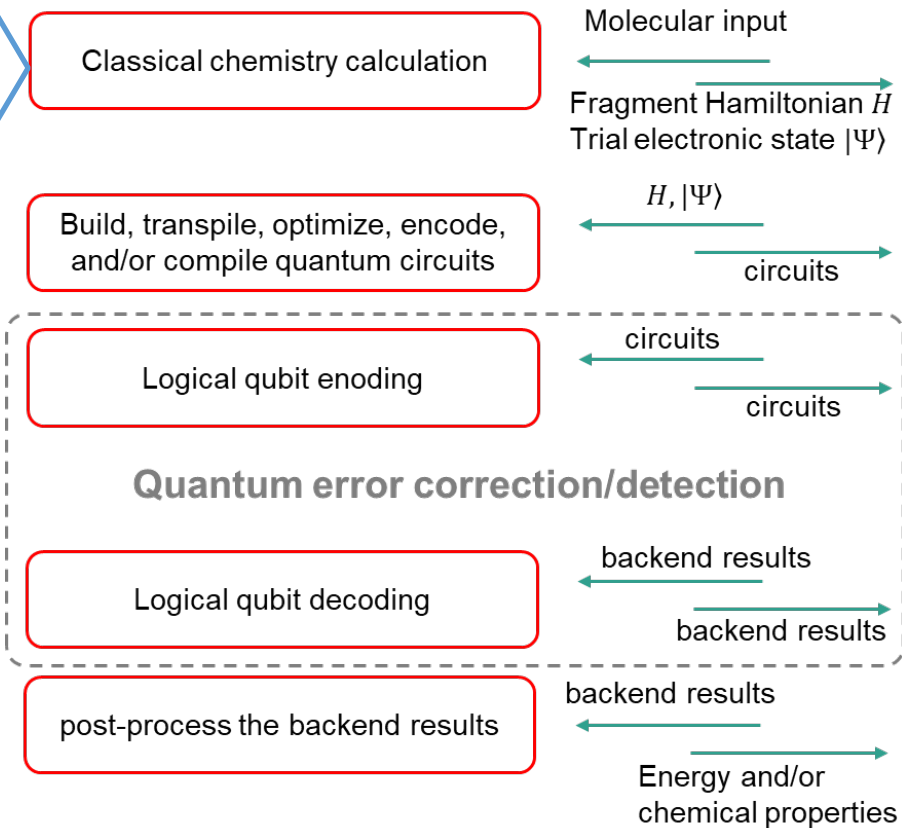 Classical chemistry calculation
Molecular input
Fragment Hamiltonian H
Trial electronic state |Ψ⟩
Build, transpile, optimize, encode,
and/or compile quantum circuits
H, |Ψ⟩
circuits
Logical qubit enoding
circuits
circuits
Quantum error correction/detection
Logical qubit decoding
backend results
backend results
post-process the backend results
backend results
Energy and/or
chemical properties